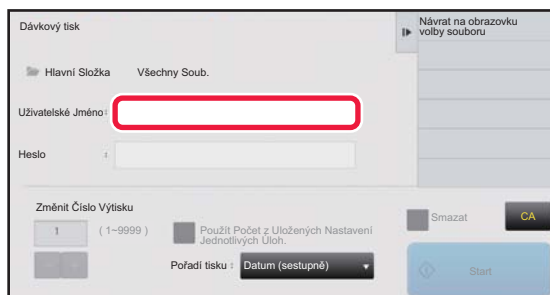 Dávkový tisk
Návrat na obrazovku
volby souboru
Hlavní Složka Všechny Soub.
Uživatelské Jméno :
Heslo :
Změnit Číslo Výtisku
1 ( 1~9999 )
Použít Počet z Uložených Nastavení
Jednotlivých Úloh.
Smazat
CA
Pořadí tisku : Datum (sestupně)
Start